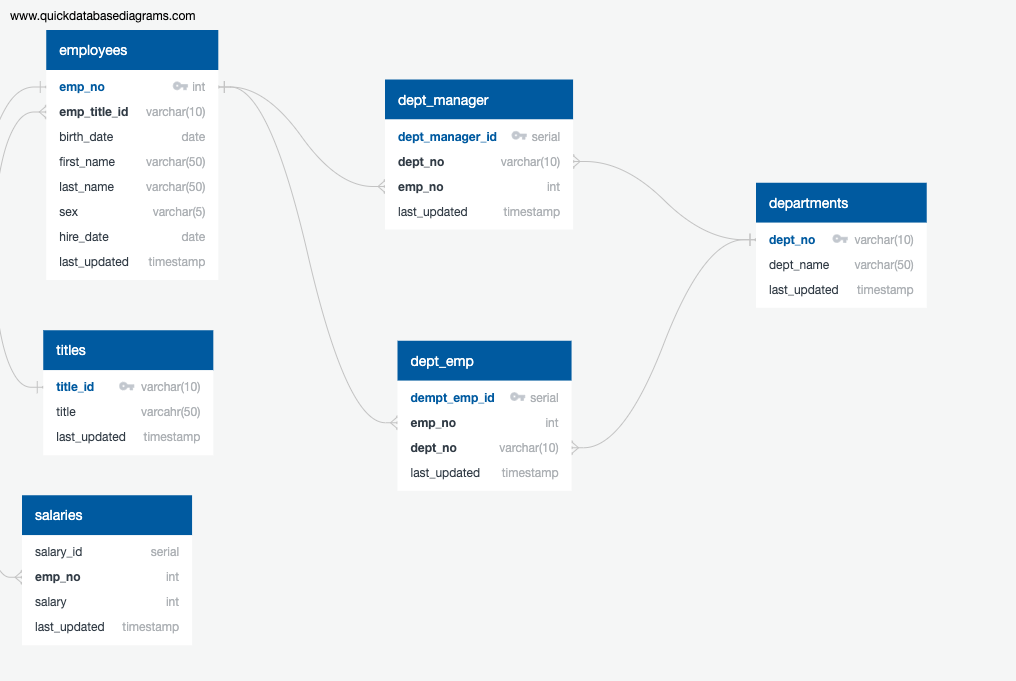 www.quickdatabasediagrams.com
employees
emp_no int
emp_title_id varchar(10)
birth_date date
first_name varchar(50)
last_name varchar(50)
sex varchar(5)
hire_date date
last_updated timestamp
titles
title_id varchar(10)
title varcahr(50)
last_updated timestamp
salaries
salary_id serial
emp_no int
salary int
last_updated timestamp
dept_manager
dept_manager_id serial
dept_no varchar(10)
emp_no int
last_updated timestamp
dept_emp
dempt_emp_id serial
emp_no int
dept_no varchar(10)
last_updated timestamp
departments
dept_no varchar(10)
dept_name varchar(50)
last_updated timestamp